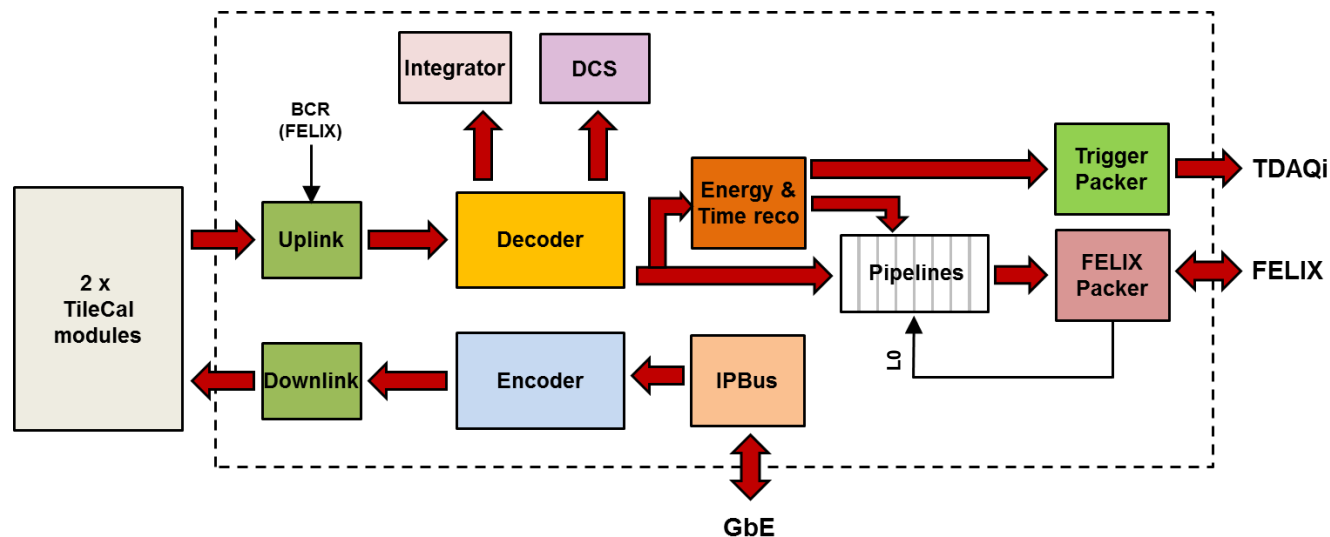 Integrator
DCS
BCR
(FELIX)
Trigger
Packer
TDAQi
Energy &
Time reco
2 x
TileCal
modules
Uplink
Decoder
Pipelines
FELIX
Packer
FELIX
L0
Downlink
Encoder
IPBus
GbE